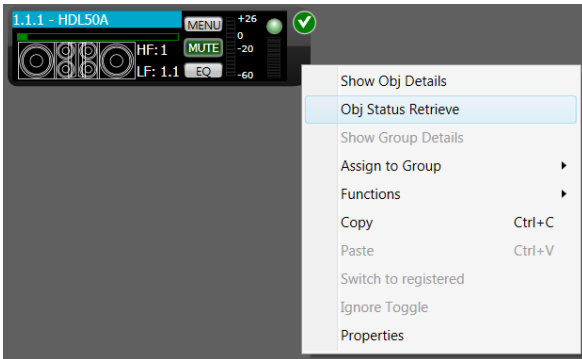 1.1.1 - HDL50A
MENU
+26
0
HF: 1
MUTE
-20
LF: 1.1
EQ
-60
Show Obj Details
Obj Status Retrieve
Show Group Details
Assign to Group
Functions
Copy Ctrl+C
Paste Ctrl+V
Switch to registered
Ignore Toggle
Properties